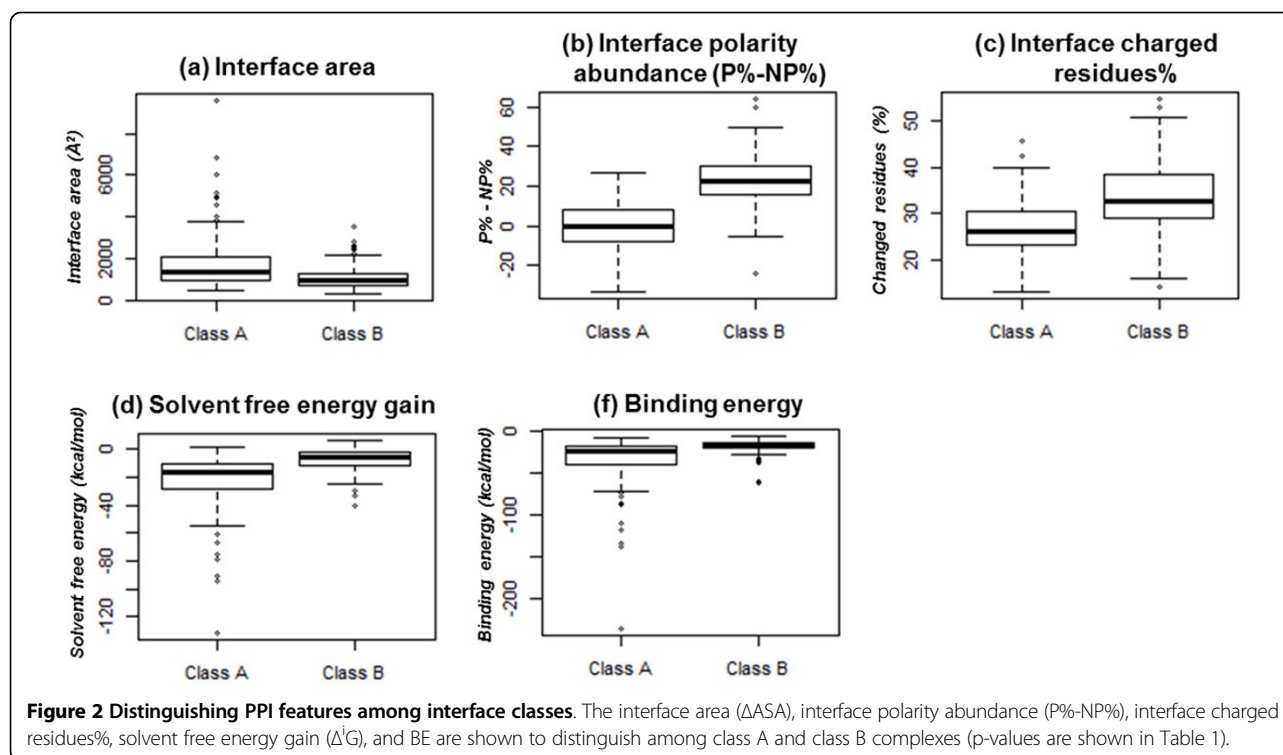 (a) Interface area
Interface area (Å²)
6000
2000
0
Class A
Class B
(b) Interface polarity
abundance (P%-NP%)
P% - NP%
60
40
20
0
-20
Class A
Class B
(c) Interface charged
residues%
Changed residues (%)
50
40
30
20
Class A
Class B
(d) Solvent free energy gain
Solvent free energy (kcal/mol)
0
-40
-80
-120
Class A
Class B
(f) Binding energy
Binding energy (kcal/mol)
0
-100
-200
Class A
Class B
Figure 2 Distinguishing PPI features among interface classes. The interface area (ΔASA), interface polarity abundance (P%-NP%), interface charged
residues%, solvent free energy gain (ΔⁱG), and BE are shown to distinguish among class A and class B complexes (p-values are shown in Table 1).